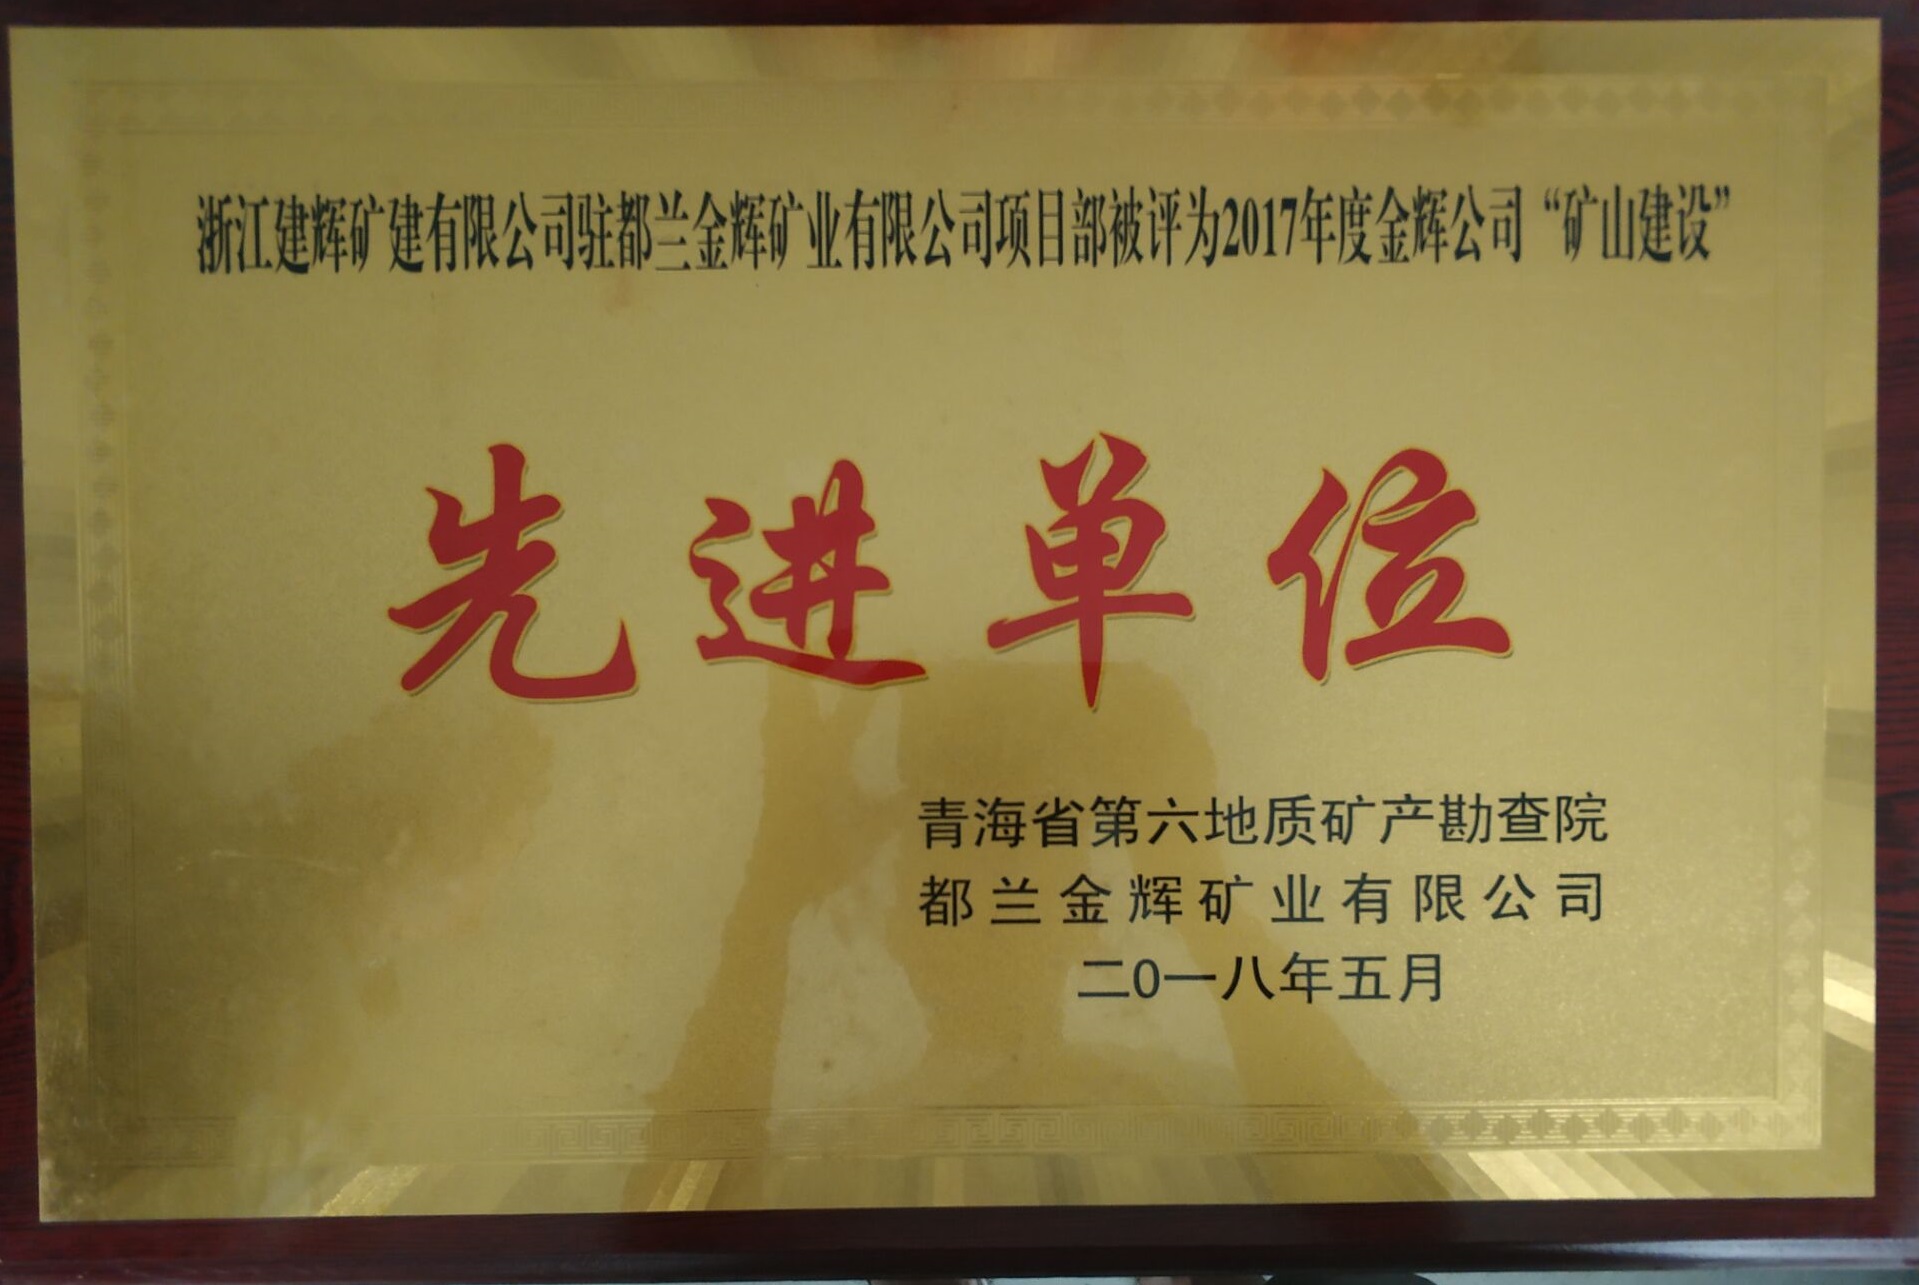 浙江建辉矿建有限公司驻都兰金辉矿业有限公司项目部被评为2017年度金辉公司“矿山建设”
先进单位
青海省第六地质矿产勘查院
都兰金辉矿业有限公司
二0一八年五月